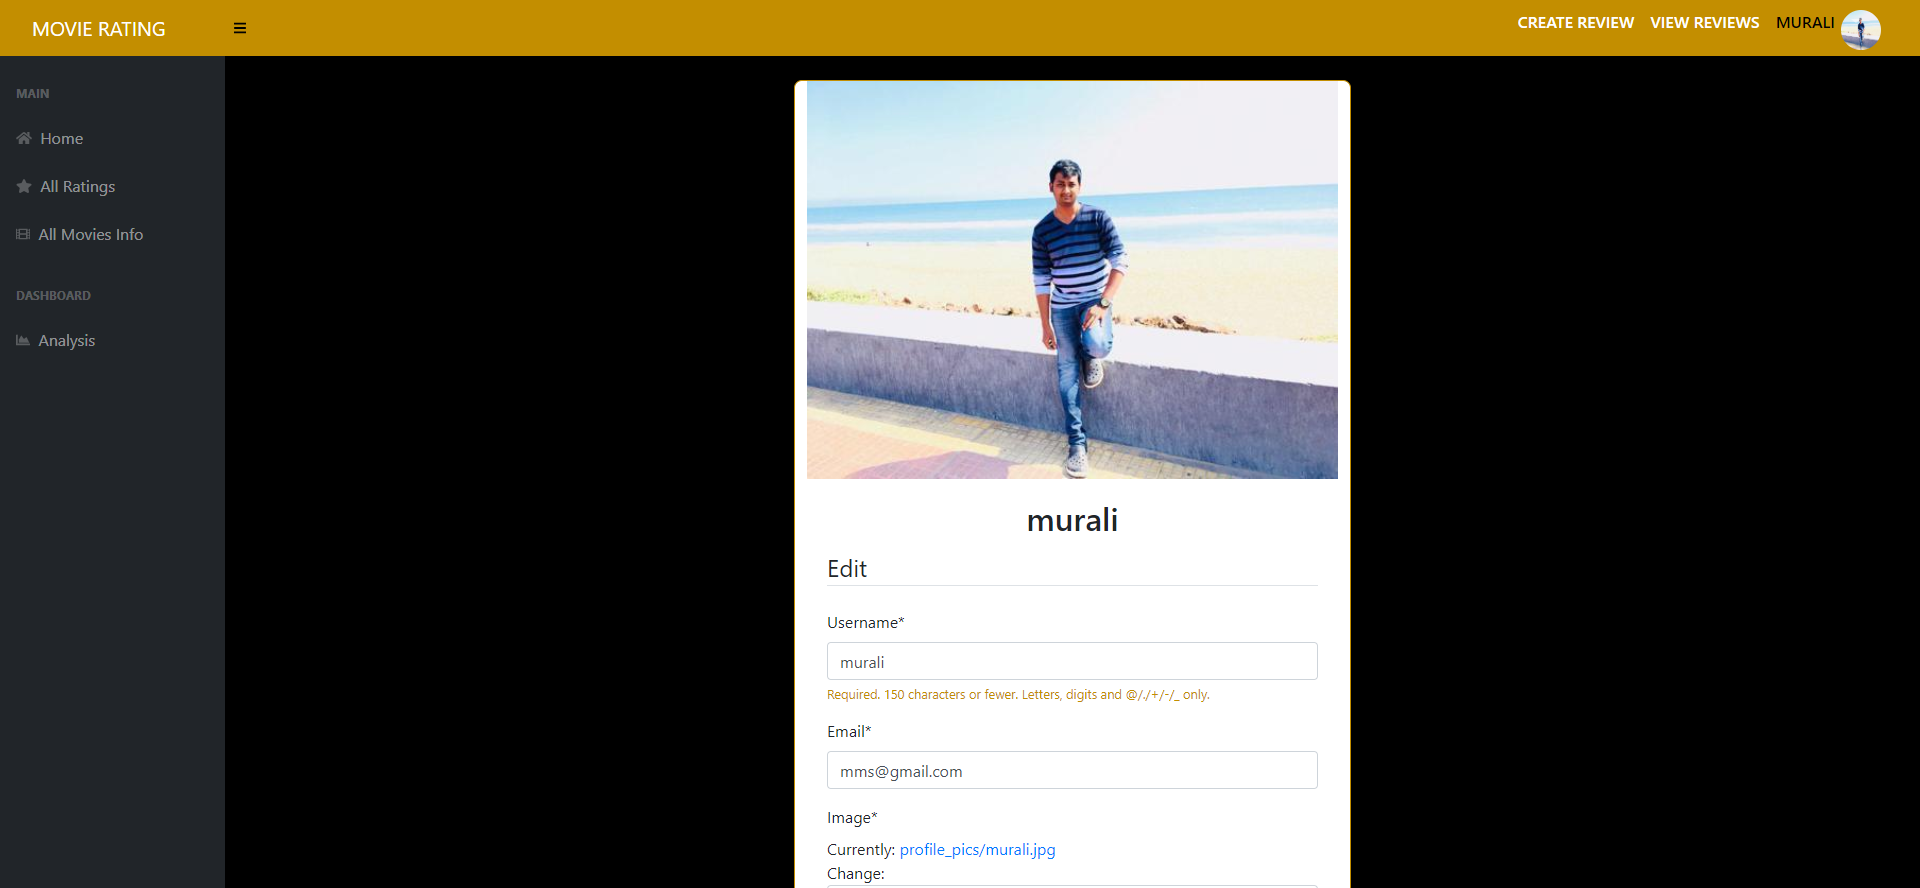 MOVIE RATING
CREATE REVIEW VIEW REVIEWS MURALI
MAIN
Home
All Ratings
All Movies Info
DASHBOARD
Analysis
murali
Edit
Username*
murali
Required. 150 characters or fewer. Letters, digits and @/./+/-/_ only.
Email*
mms@gmail.com
Image*
Currently: profile_pics/murali.jpg
Change: